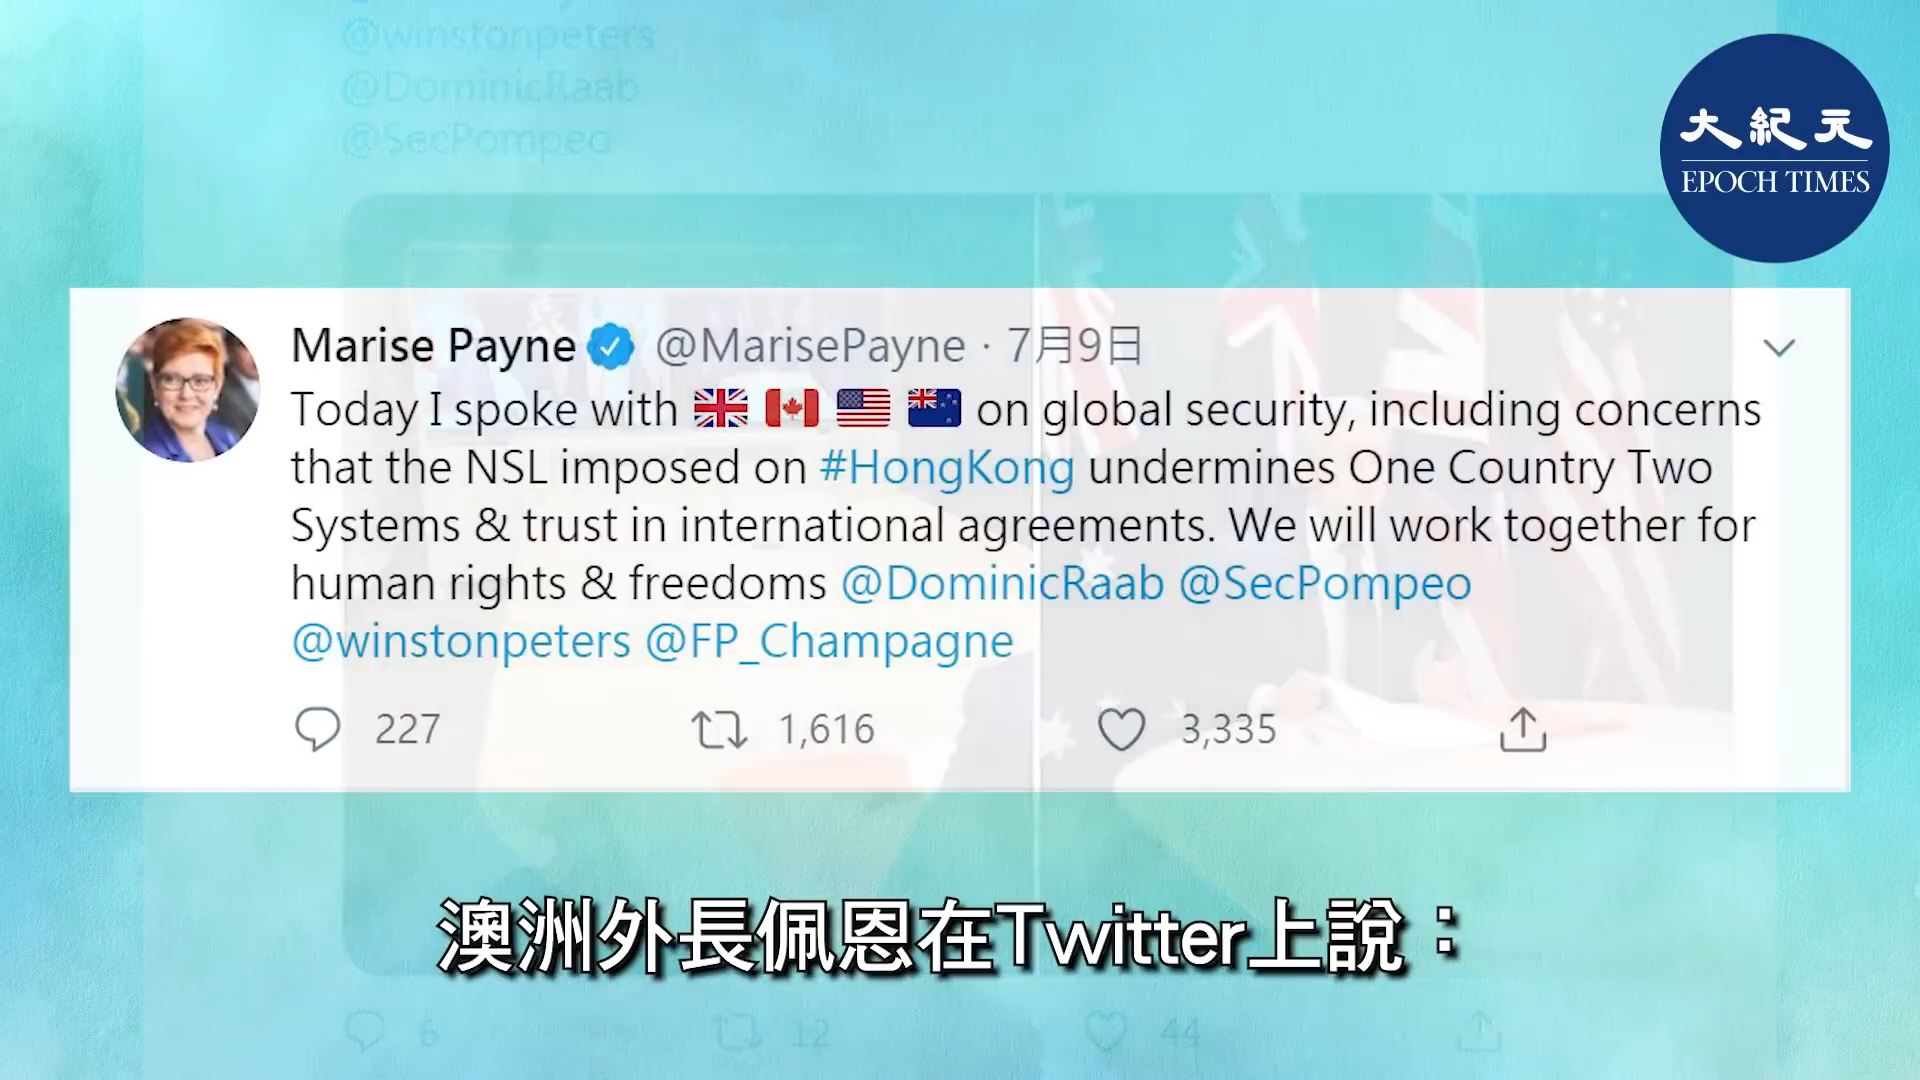 @winstonpeters
@DominicRaab
@SecPompeo
大紀元
EPOCH TIMES
Marise Payne @MarisePayne · 7月9日
Today I spoke with 🇬🇧 🇨🇦 🇺🇸 🇳🇿 on global security, including concerns
that the NSL imposed on #HongKong undermines One Country Two
Systems & trust in international agreements. We will work together for
human rights & freedoms @DominicRaab @SecPompeo
@winstonpeters @FP_Champagne
227 1,616 3,335
澳洲外長佩恩在Twitter上說：
6 12 44